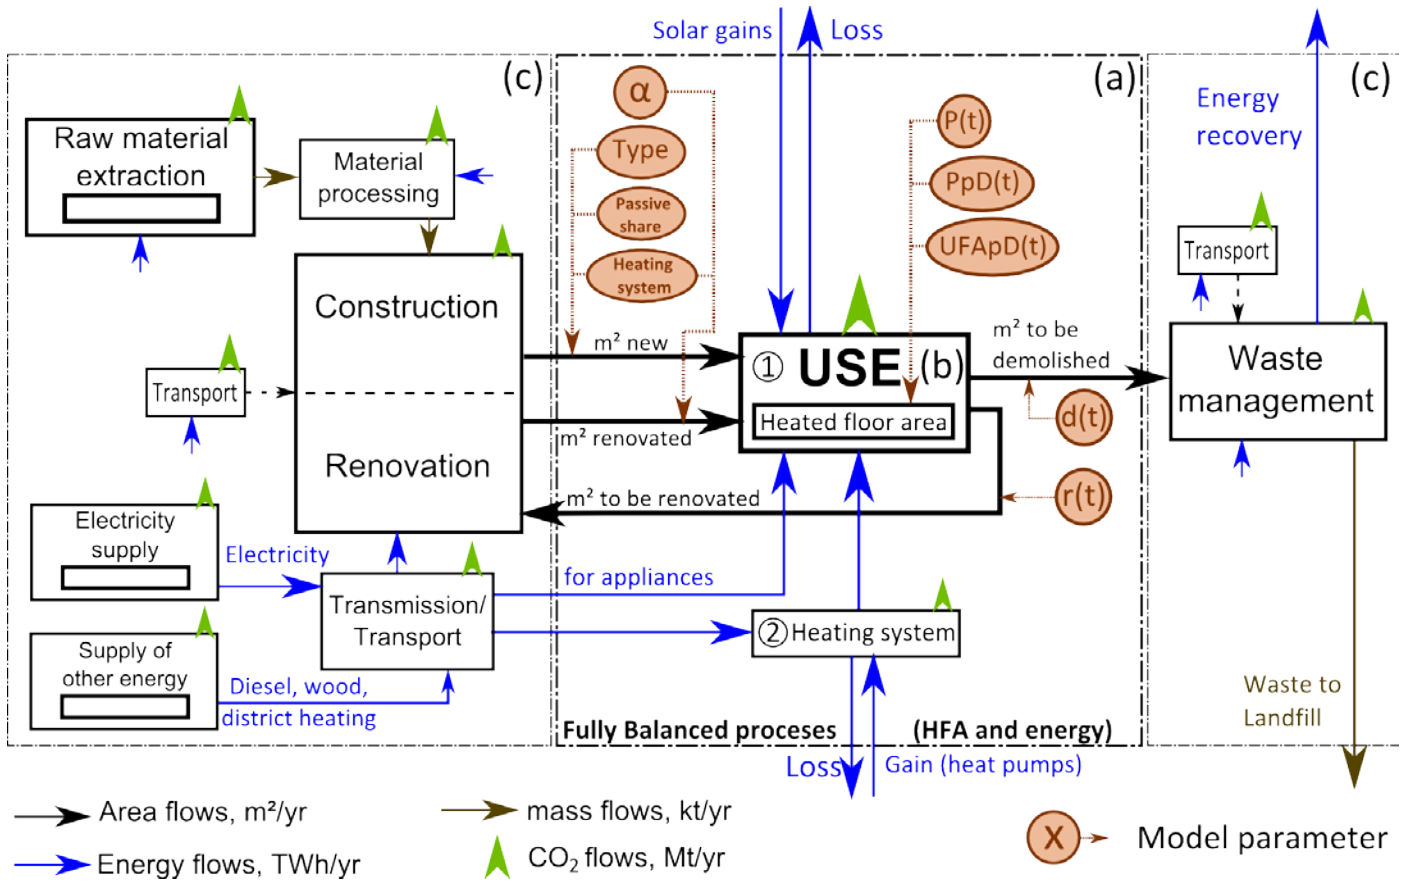 Solar gains
Loss
(c)
(a)
(c)
Raw material
extraction
Material
processing
α
Type
Passive
share
Heating
system
P(t)
PpD(t)
UFApD(t)
Energy
recovery
Transport
Construction
Renovation
Transport
m² new
m² renovated
m² to be renovated
① USE (b)
Heated floor area
m² to be
demolished
d(t)
r(t)
Waste
management
Electricity
supply
Electricity
Supply of
other energy
Diesel, wood,
district heating
Transmission/
Transport
for appliances
② Heating system
Waste to
Landfill
Fully Balanced proceses
(HFA and energy)
Loss
Gain (heat pumps)
Area flows, m²/yr
mass flows, kt/yr
Energy flows, TWh/yr
CO₂ flows, Mt/yr
X
Model parameter